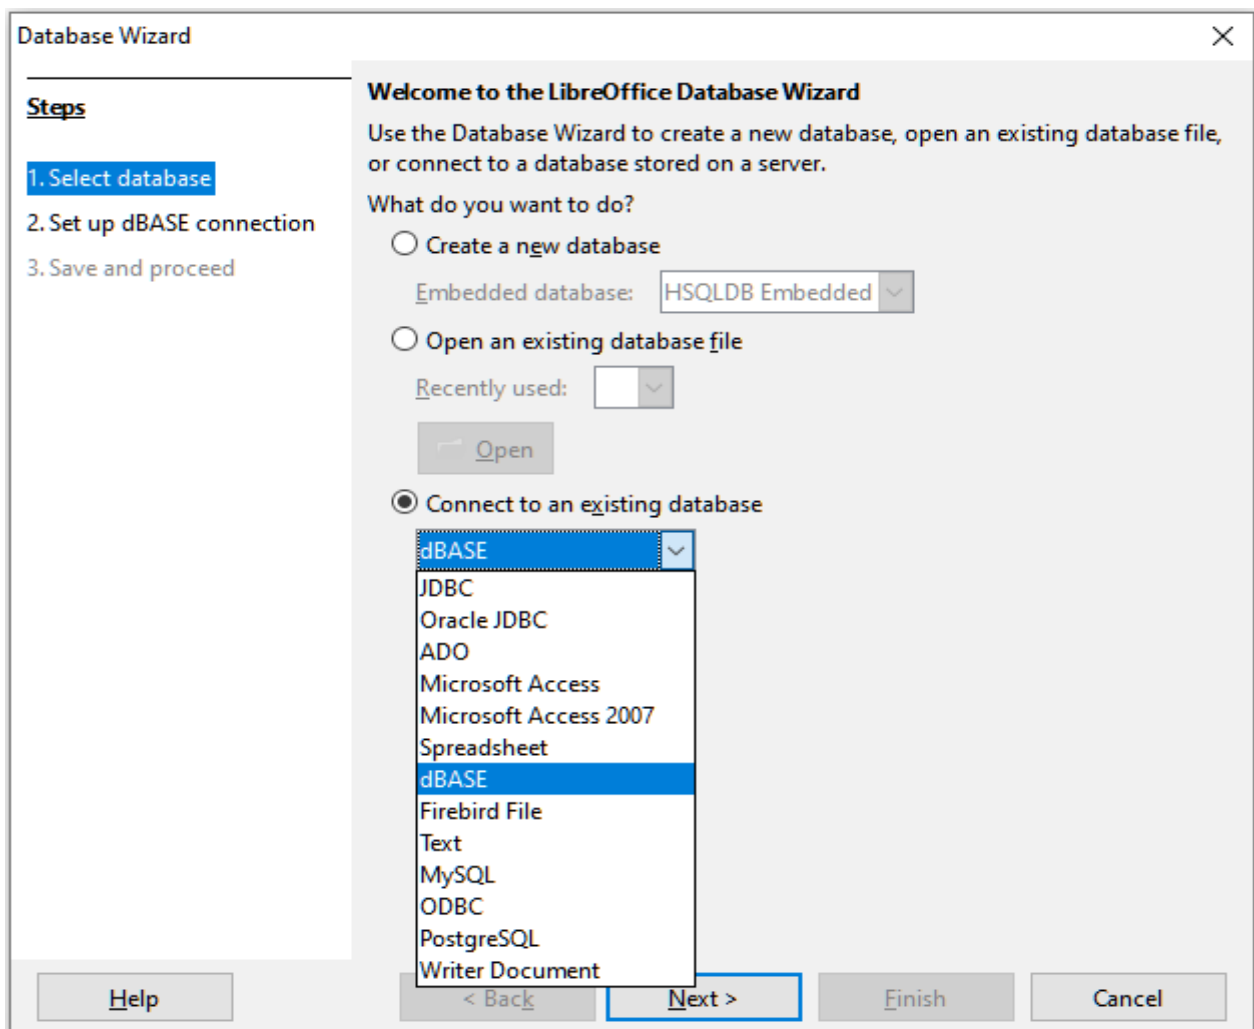 Database Wizard
Steps
1. Select database
2. Set up dBASE connection
3. Save and proceed
Welcome to the LibreOffice Database Wizard
Use the Database Wizard to create a new database, open an existing database file,
or connect to a database stored on a server.
What do you want to do?
Create a new database
Embedded database: HSQLDB Embedded
Open an existing database file
Recently used:
Open
Connect to an existing database
dBASE
JDBC
Oracle JDBC
ADO
Microsoft Access
Microsoft Access 2007
Spreadsheet
dBASE
Firebird File
Text
MySQL
ODBC
PostgreSQL
Writer Document
Help < Back Next > Finish Cancel